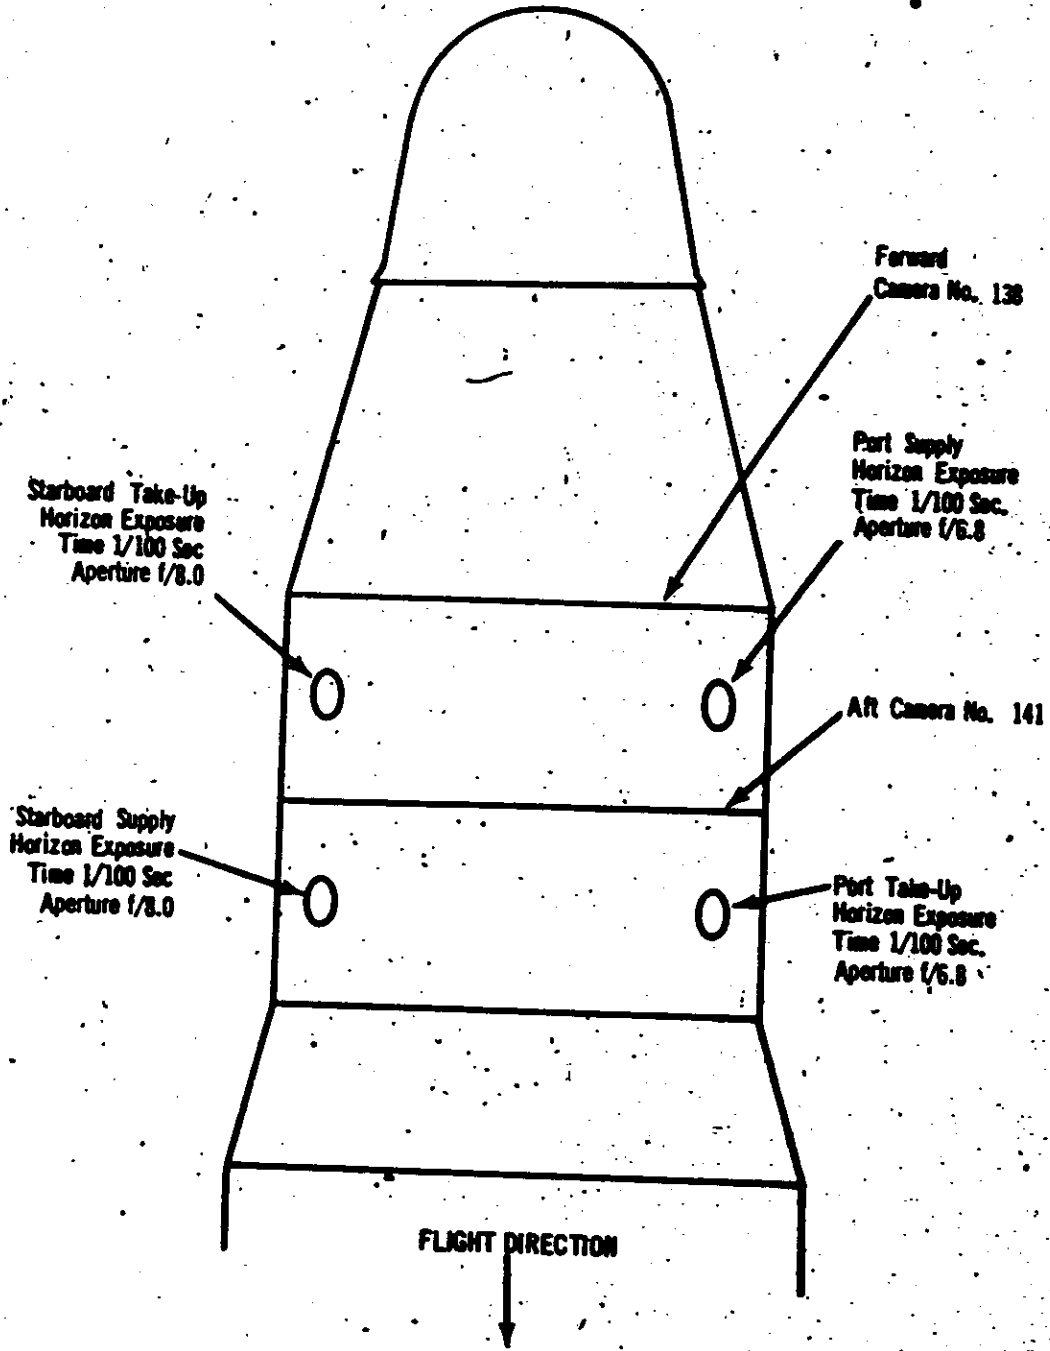 Forward
Camera No. 138
Port Supply
Horizon Exposure
Time 1/100 Sec.
Aperture f/6.8
Starboard Take-Up
Horizon Exposure
Time 1/100 Sec
Aperture f/8.0
Aft Camera No. 141
Starboard Supply
Horizon Exposure
Time 1/100 Sec
Aperture f/8.0
Port Take-Up
Horizon Exposure
Time 1/100 Sec.
Aperture f/6.8
FLIGHT DIRECTION